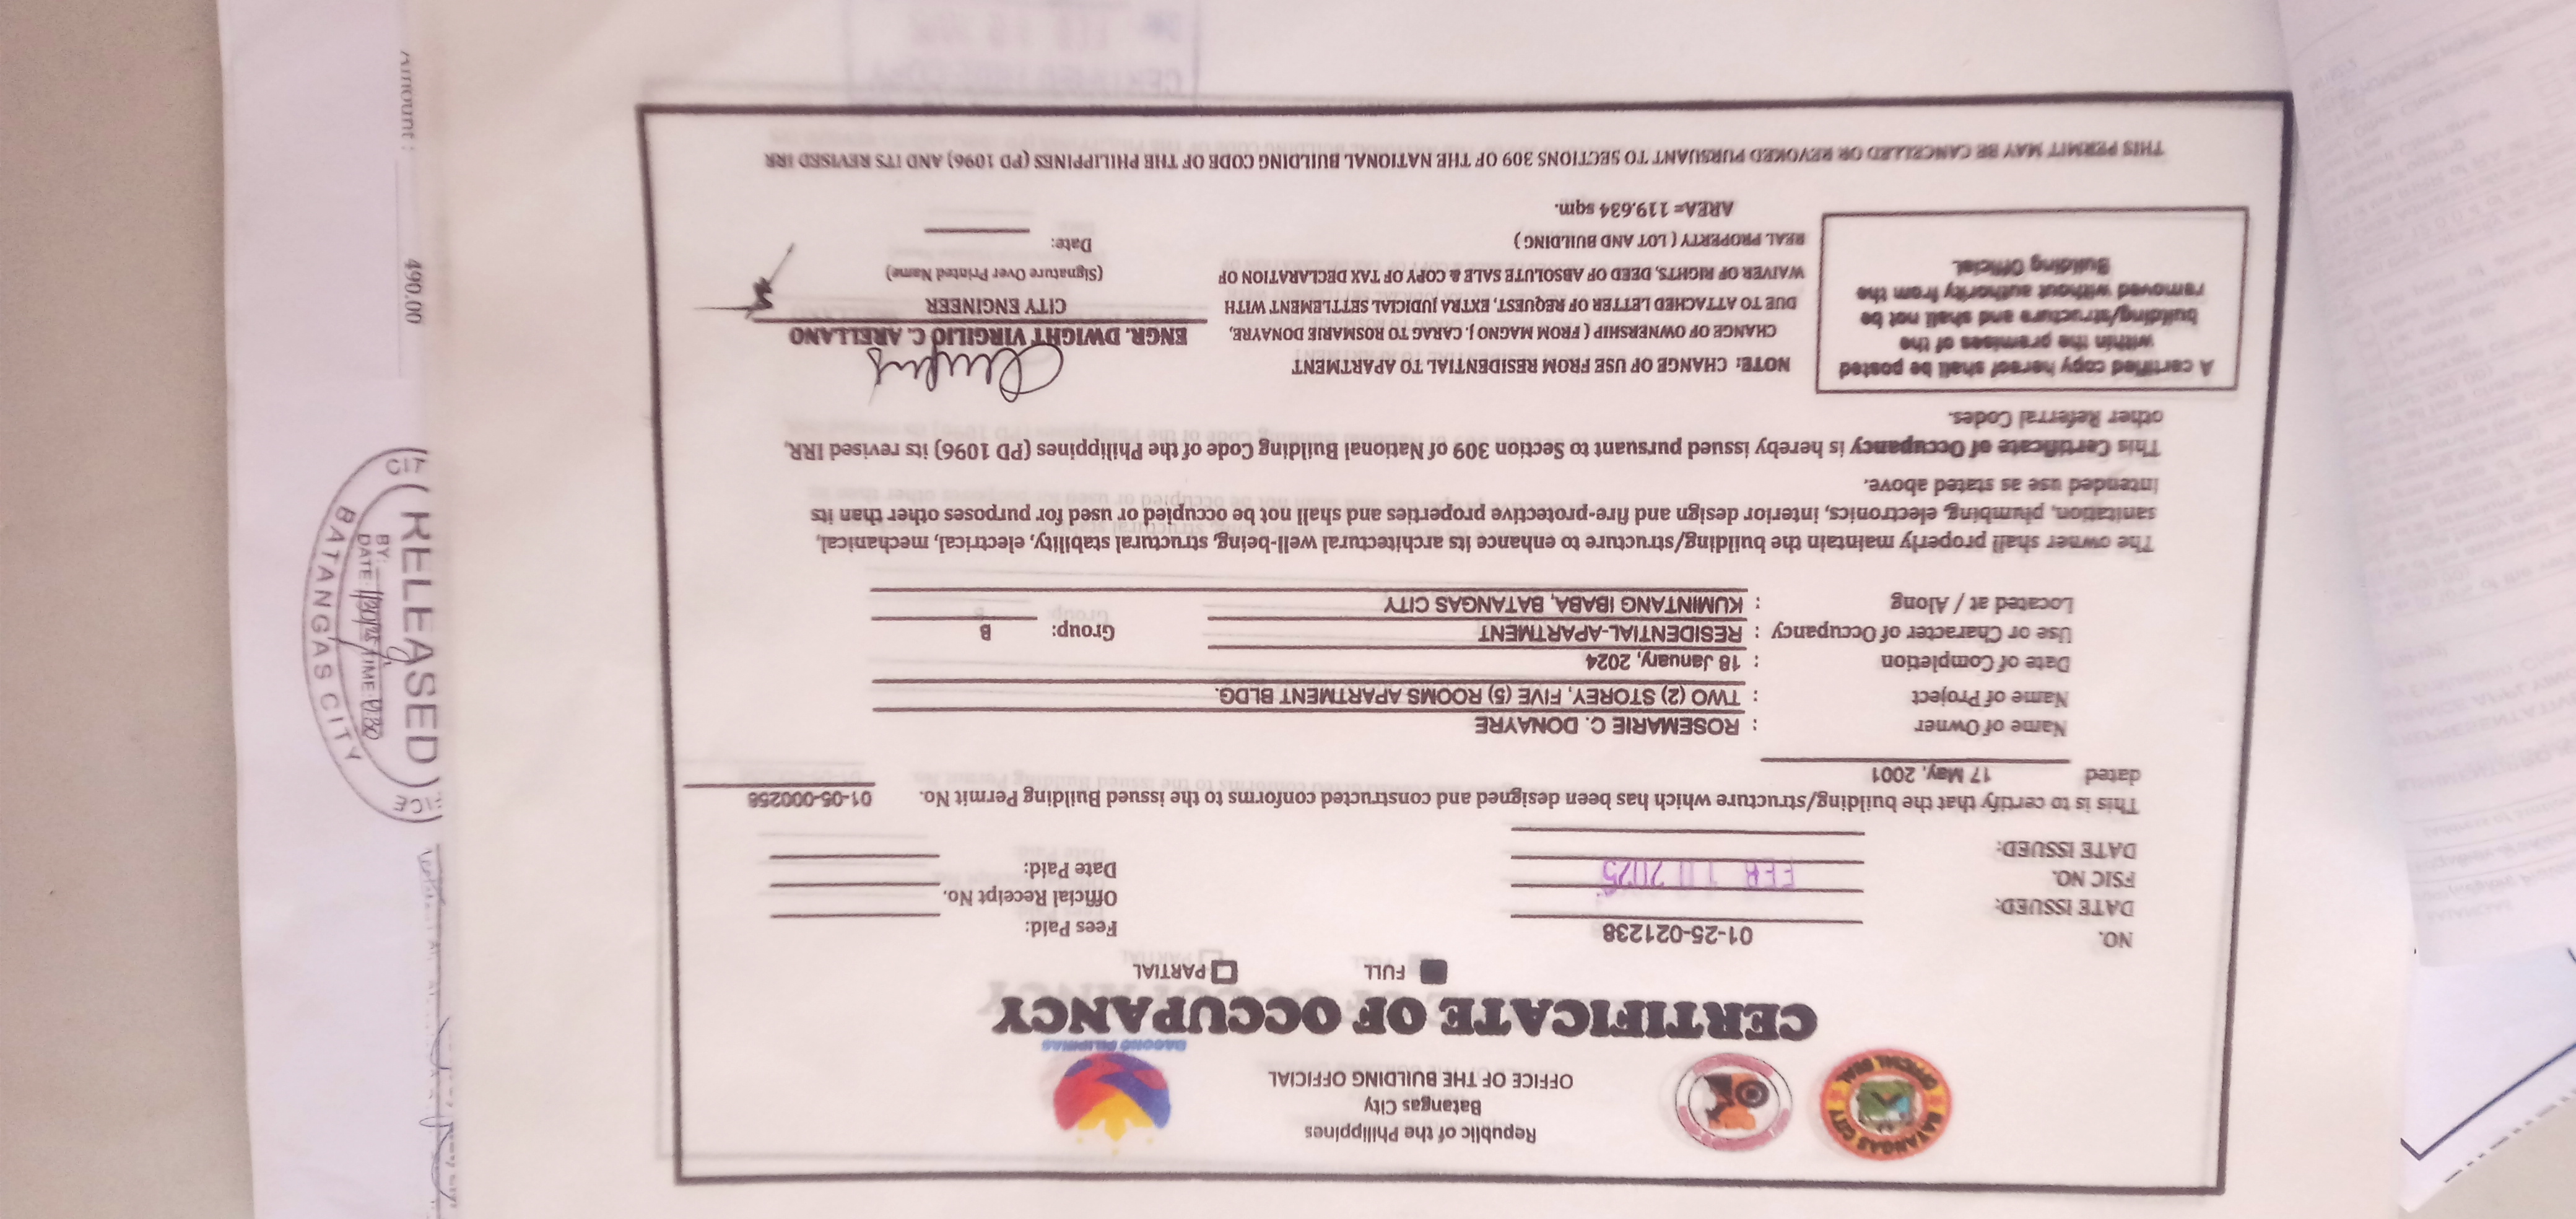 Republic of the Philippines
Batangas City
OFFICE OF THE BUILDING OFFICIAL
BATANGAS CITY
OFFICIAL SEAL
BAGONG PILIPINAS
CERTIFICATE OF OCCUPANCY
FULL PARTIAL
NO. 01-25-021238 Fees Paid:
DATE ISSUED: Official Receipt No.
FSIC NO. FEB 10 2025 Date Paid:
DATE ISSUED:
This is to certify that the building/structure which has been designed and constructed conforms to the issued Building Permit No. 01-05-000256
dated 17 May, 2001
Name of Owner : ROSEMARIE C. DONAYRE
Name of Project : TWO (2) STOREY, FIVE (5) ROOMS APARTMENT BLDG.
Date of Completion : 18 January, 2024
Use or Character of Occupancy : RESIDENTIAL-APARTMENT Group: B
Located at / Along : KUMINTANG IBABA, BATANGAS CITY
The owner shall properly maintain the building/structure to enhance its architectural well-being, structural stability, electrical, mechanical,
sanitation, plumbing, electronics, interior design and fire-protective properties and shall not be occupied or used for purposes other than its
intended use as stated above.
This Certificate of Occupancy is hereby issued pursuant to Section 309 of National Building Code of the Philippines (PD 1096) its revised IRR,
other Referral Codes.
A certified copy hereof shall be posted
within the premises of the
building/structure and shall not be
removed without authority from the
Building Official.
NOTE: CHANGE OF USE FROM RESIDENTIAL TO APARTMENT
CHANGE OF OWNERSHIP ( FROM MAGNO J. CARAG TO ROSMARIE DONAYRE,
DUE TO ATTACHED LETTER OF REQUEST, EXTRA JUDICIAL SETTLEMENT WITH
WAIVER OF RIGHTS, DEED OF ABSOLUTE SALE & COPY OF TAX DECLARATION OF
REAL PROPERTY ( LOT AND BUILDING )
AREA= 119.634 sqm.
ENGR. DWIGHT VIRGILIO C. ARELLANO
CITY ENGINEER
(Signature Over Printed Name)
Date:
THIS PERMIT MAY BE CANCELLED OR REVOKED PURSUANT TO SECTIONS 309 OF THE NATIONAL BUILDING CODE OF THE PHILIPPINES (PD 1096) AND ITS REVISED IRR
Amount : 490.00
RELEASED
BY:
DATE: TIME:
BATANGAS CITY